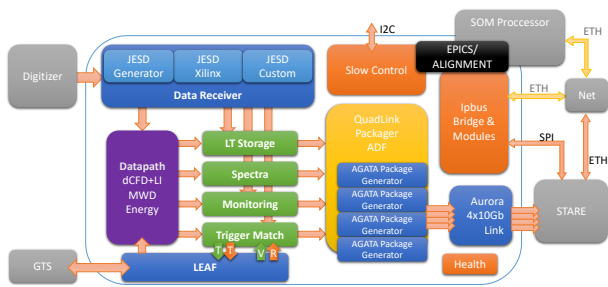 I2C
SOM Proccessor
ETH
JESD
Generator
JESD
Xilinx
JESD
Custom
Data Receiver
Digitizer
Slow Control
EPICS/
ALIGNMENT
Ipbus
Bridge &
Modules
ETH
Net
SPI
ETH
QuadLink
Packager
ADF
LT Storage
Spectra
Monitoring
Trigger Match
Datapath
dCFD+LI
MWD
Energy
AGATA Package
Generator
AGATA Package
Generator
AGATA Package
Generator
AGATA Package
Generator
Aurora
4x10Gb
Link
STARE
T
T
V
R
GTS
LEAF
Health